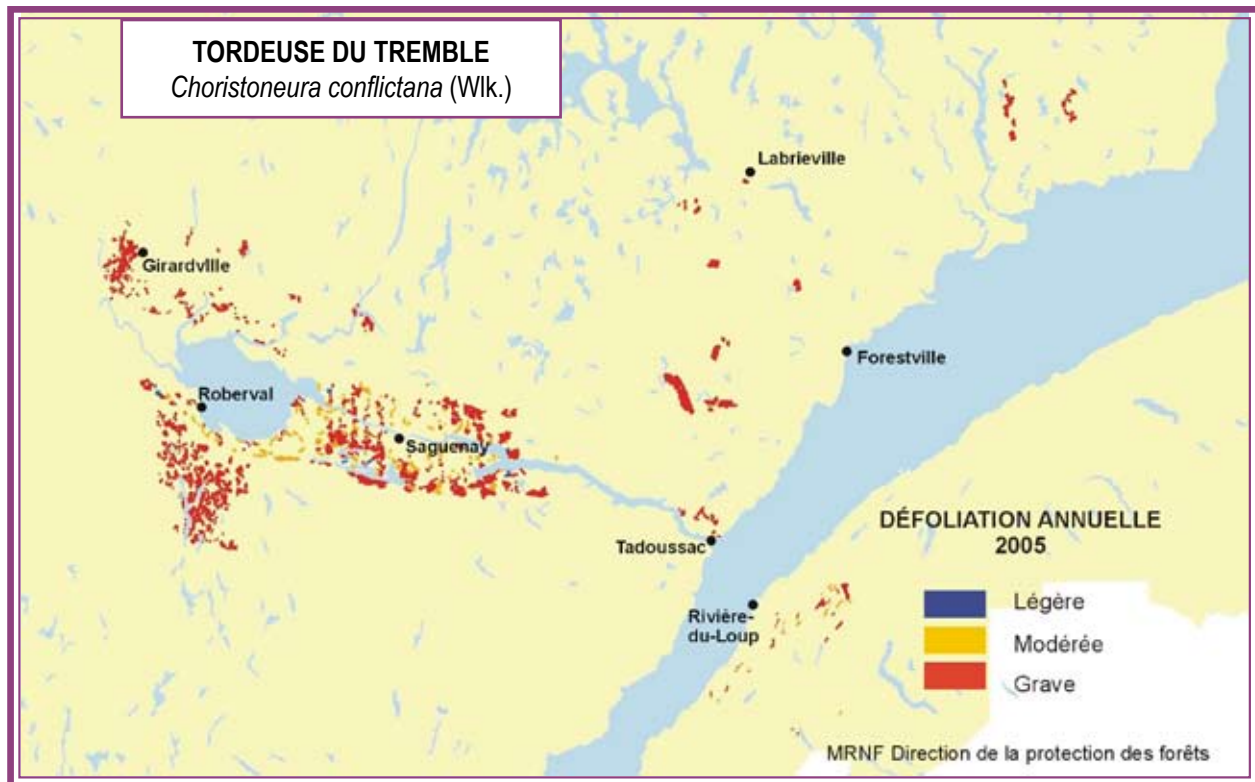 TORDEUSE DU TREMBLE
Choristoneura conflictana (Wlk.)
Labrieville
Girardville
Forestville
Roberval
Saguenay
Tadoussac
Rivière-
du-Loup
DÉFOLIATION ANNUELLE
2005
Légère
Modérée
Grave
MRNF Direction de la protection des forêts